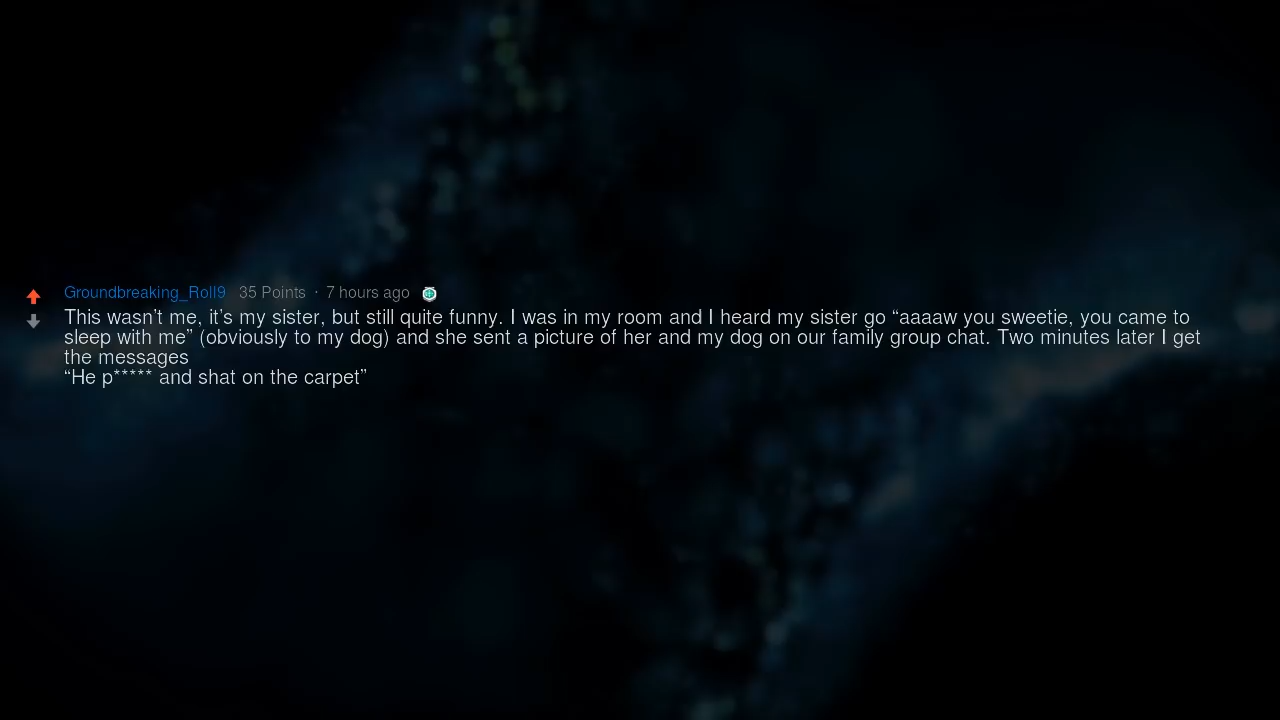 Groundbreaking_Roll9 35 Points · 7 hours ago
This wasn't me, it's my sister, but still quite funny. I was in my room and I heard my sister go “aaaaw you sweetie, you came to
sleep with me” (obviously to my dog) and she sent a picture of her and my dog on our family group chat. Two minutes later I get
the messages
“He p***** and shat on the carpet”